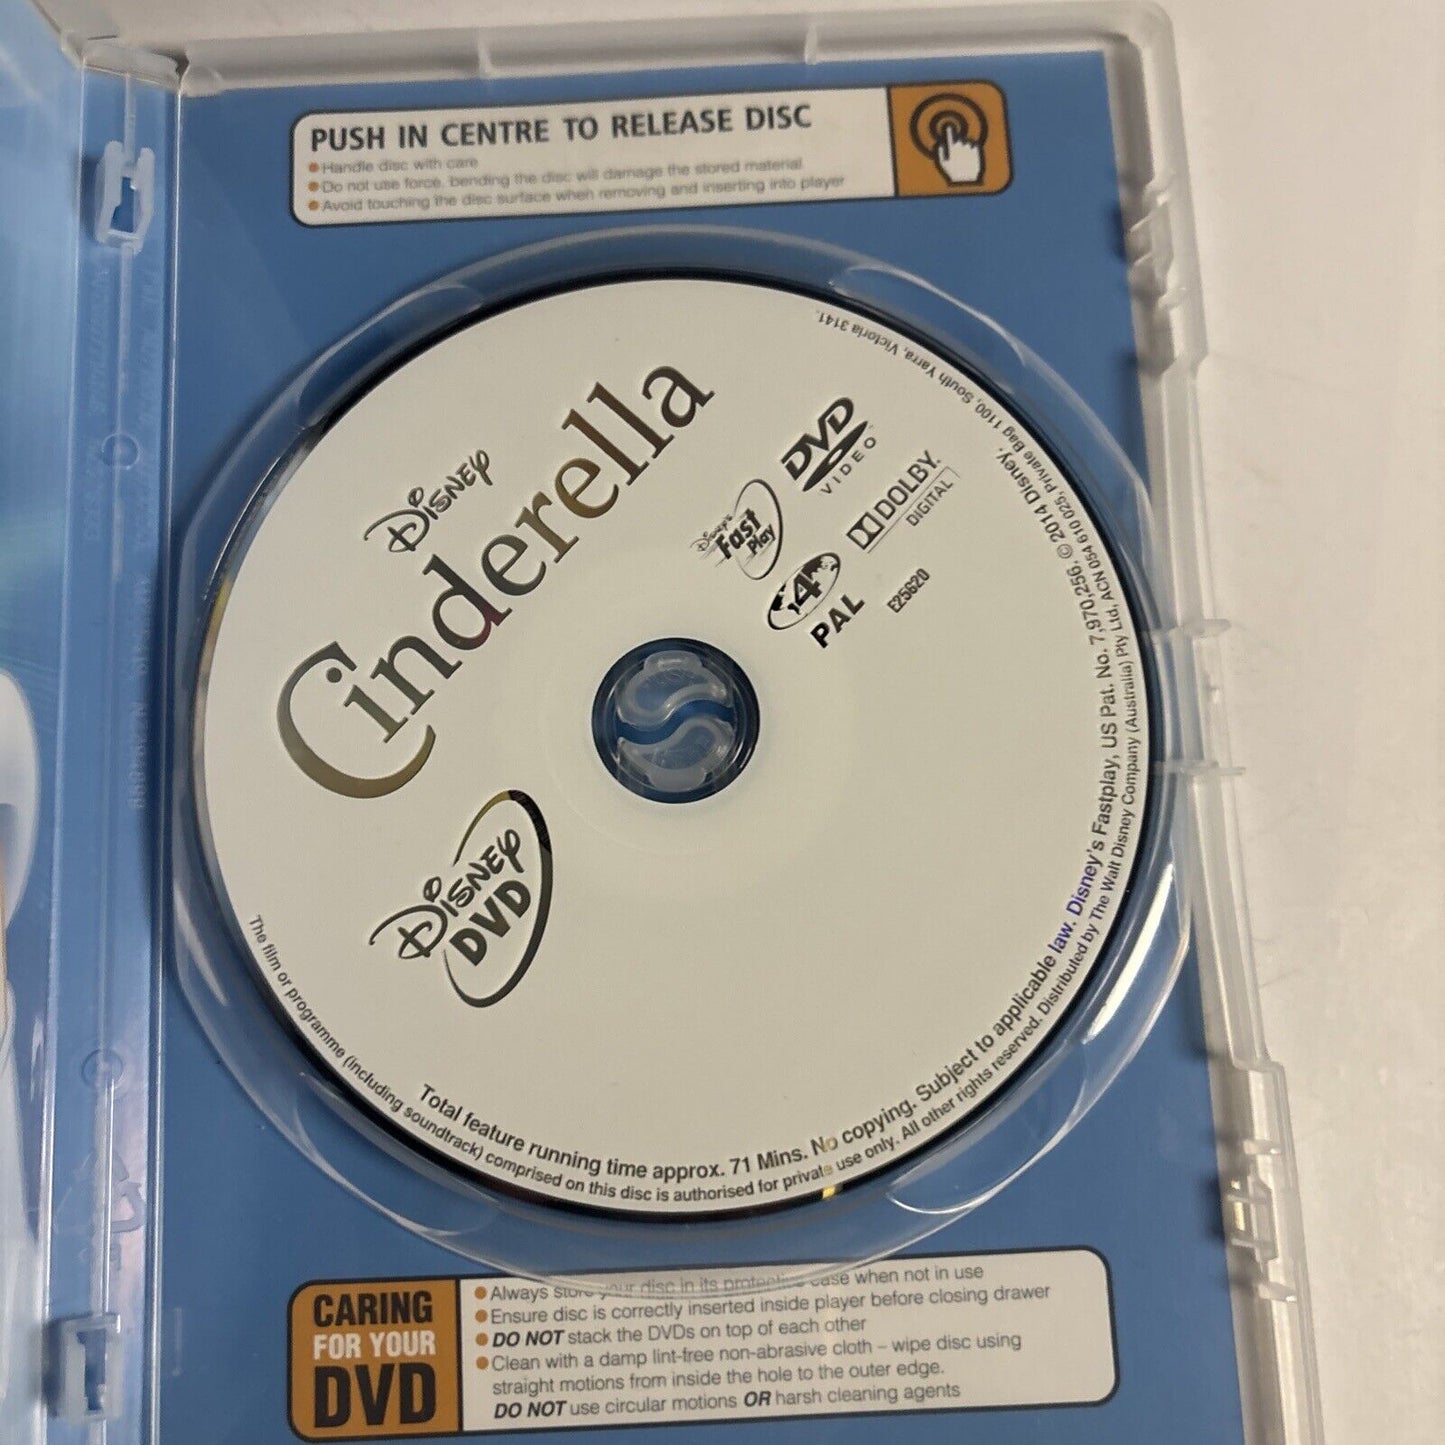 PUSH IN CENTRE TO RELEASE DISC
Handle disc with care
Do not use force, bending the disc will damage the stored material
Avoid touching the disc surface when removing and inserting into player
Disney
Cinderella
DVD
VIDEO
Disney's
Fast
Play
DOLBY
DIGITAL
4
PAL
E25620
Disney
DVD
Total feature running time approx. 71 Mins. No copying. Subject to applicable law. Disney's Fastplay, US Pat. No. 7,970,256. © 2014 Disney.
The film or programme (including soundtrack) comprised on this disc is authorised for private use only. All other rights reserved. Distributed by The Walt Disney Company (Australia) Pty Ltd, ACN 054 610 025, Private Bag 1100, South Yarra, Victoria 3141.
CARING
FOR YOUR
DVD
Always store your disc in its protective case when not in use
Ensure disc is correctly inserted inside player before closing drawer
DO NOT stack the DVDs on top of each other
Clean with a damp lint-free non-abrasive cloth – wipe disc using
straight motions from inside the hole to the outer edge.
DO NOT use circular motions OR harsh cleaning agents